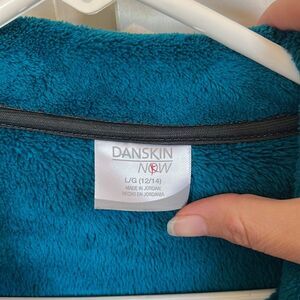 DANSKIN
NOW
L/G (12/14)
MADE IN JORDAN
HECHO EN JORDANIA